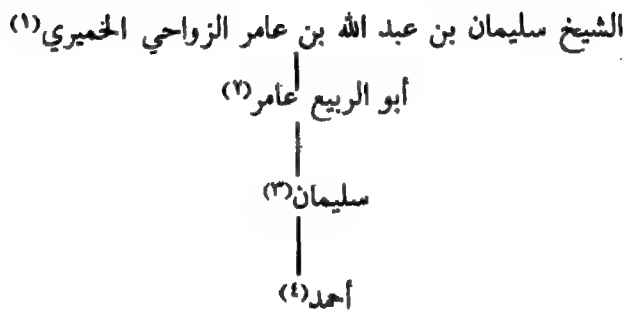 الشيخ سليمان بن عبد الله بن عامر الزواحي الخميري(١)
أبو الربيع عامر(٢)
سليمان(٣)
أحمد(٤)